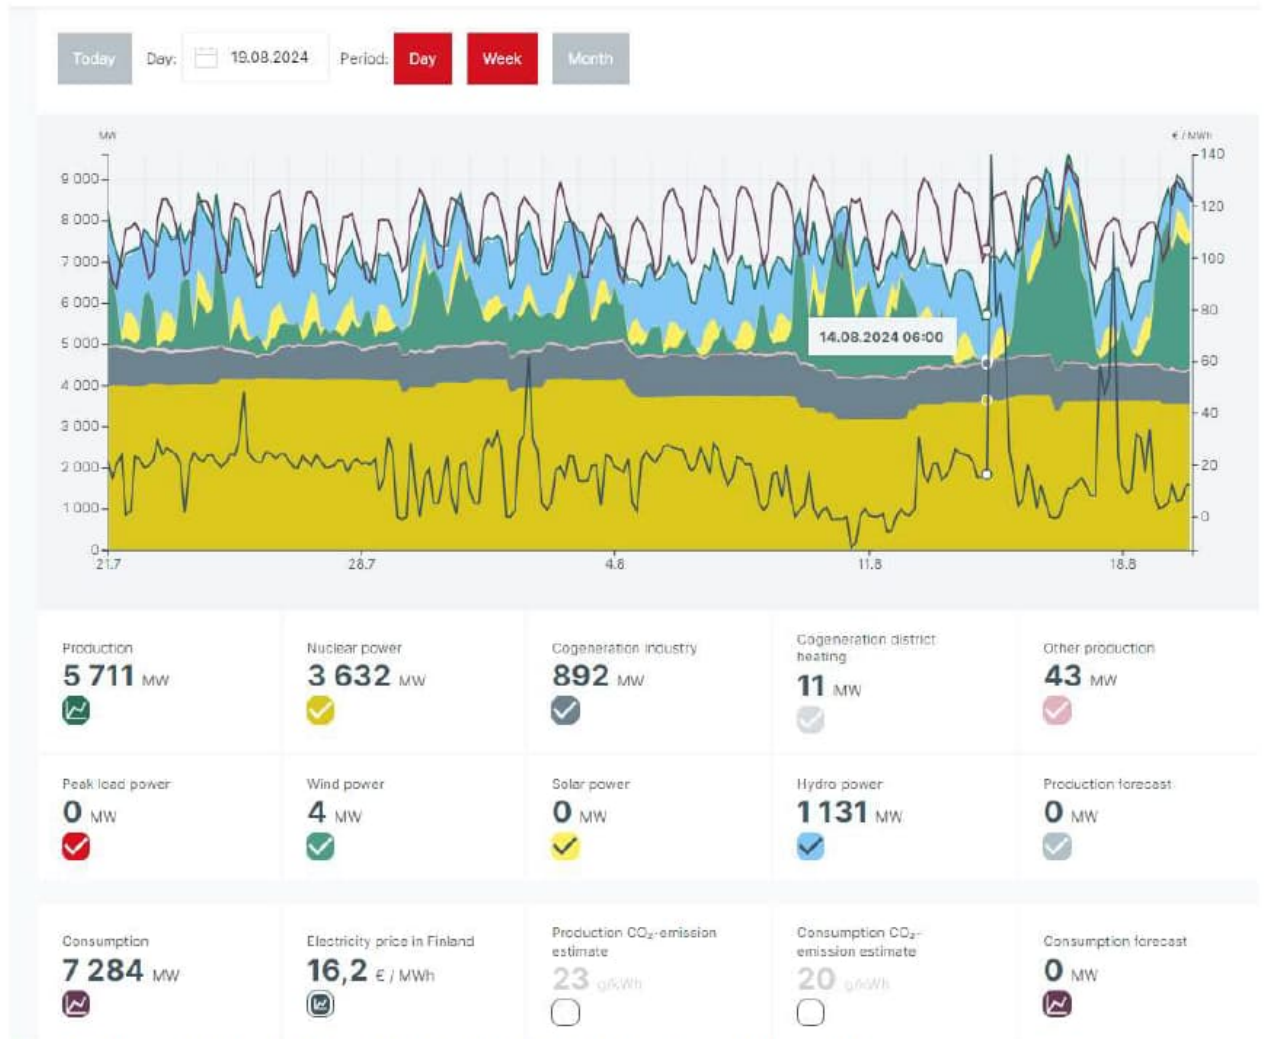 Today Day: 19.08.2024 Period: Day Week Month
MW € / MWh
9 000 140
8 000 120
7 000 100
6 000 80
5 000 60
4 000 40
3 000 20
2 000 0
1 000
0
14.08.2024 06:00
21.7 28.7 4.8 11.8 18.8
Production Nuclear power Cogeneration industry Cogeneration district heating Other production
5 711 MW 3 632 MW 892 MW 11 MW 43 MW
Peak load power Wind power Solar power Hydro power Production forecast
0 MW 4 MW 0 MW 1 131 MW 0 MW
Consumption Electricity price in Finland Production CO₂-emission estimate Consumption CO₂-emission estimate Consumption forecast
7 284 MW 16,2 € / MWh 23 g/kWh 20 g/kWh 0 MW